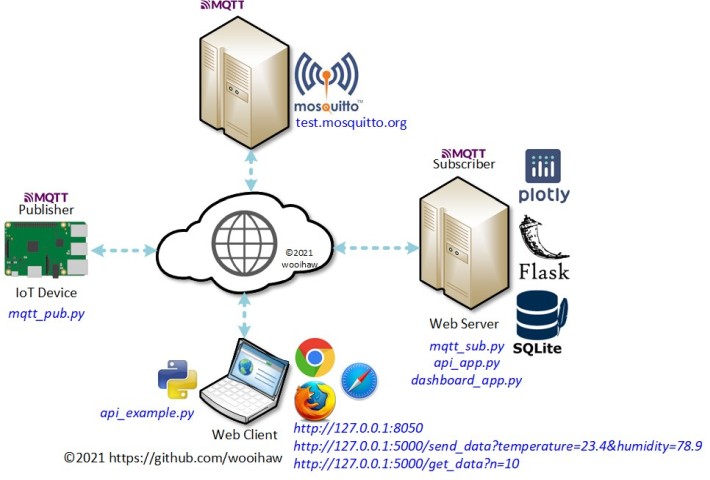 MQTT
mosquitto™
test.mosquitto.org
MQTT
Subscriber
plotly
MQTT
Publisher
©2021
wooihaw
Flask
IoT Device
mqtt_pub.py
Web Server
SQLite
mqtt_sub.py
api_app.py
dashboard_app.py
api_example.py
Web Client
http://127.0.0.1:8050
http://127.0.0.1:5000/send_data?temperature=23.4&humidity=78.9
http://127.0.0.1:5000/get_data?n=10
©2021 https://github.com/wooihaw